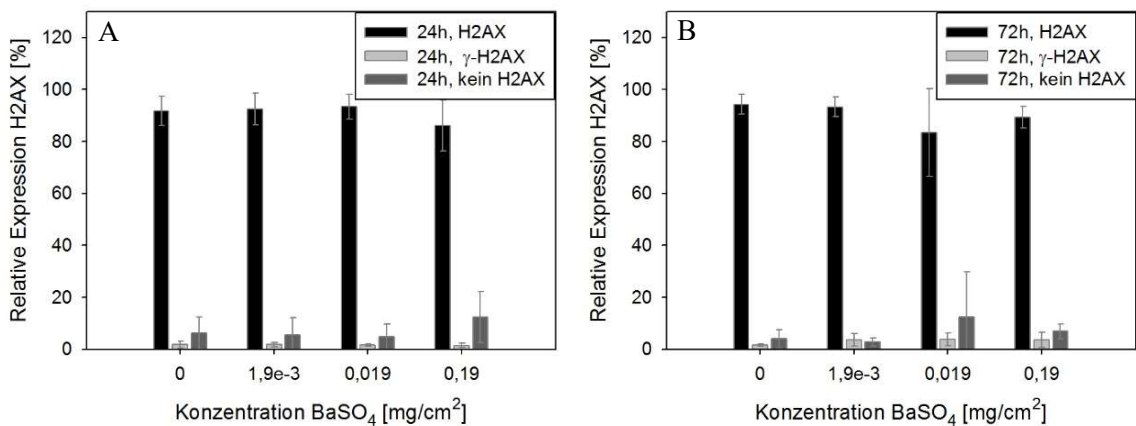 A
24h, H2AX
24h, γ-H2AX
24h, kein H2AX
Relative Expression H2AX [%]
120
100
80
60
40
20
0
0
1,9e-3
0,019
0,19
Konzentration BaSO4 [mg/cm²]
B
72h, H2AX
72h, γ-H2AX
72h, kein H2AX
Relative Expression H2AX [%]
120
100
80
60
40
20
0
0
1,9e-3
0,019
0,19
Konzentration BaSO4 [mg/cm²]